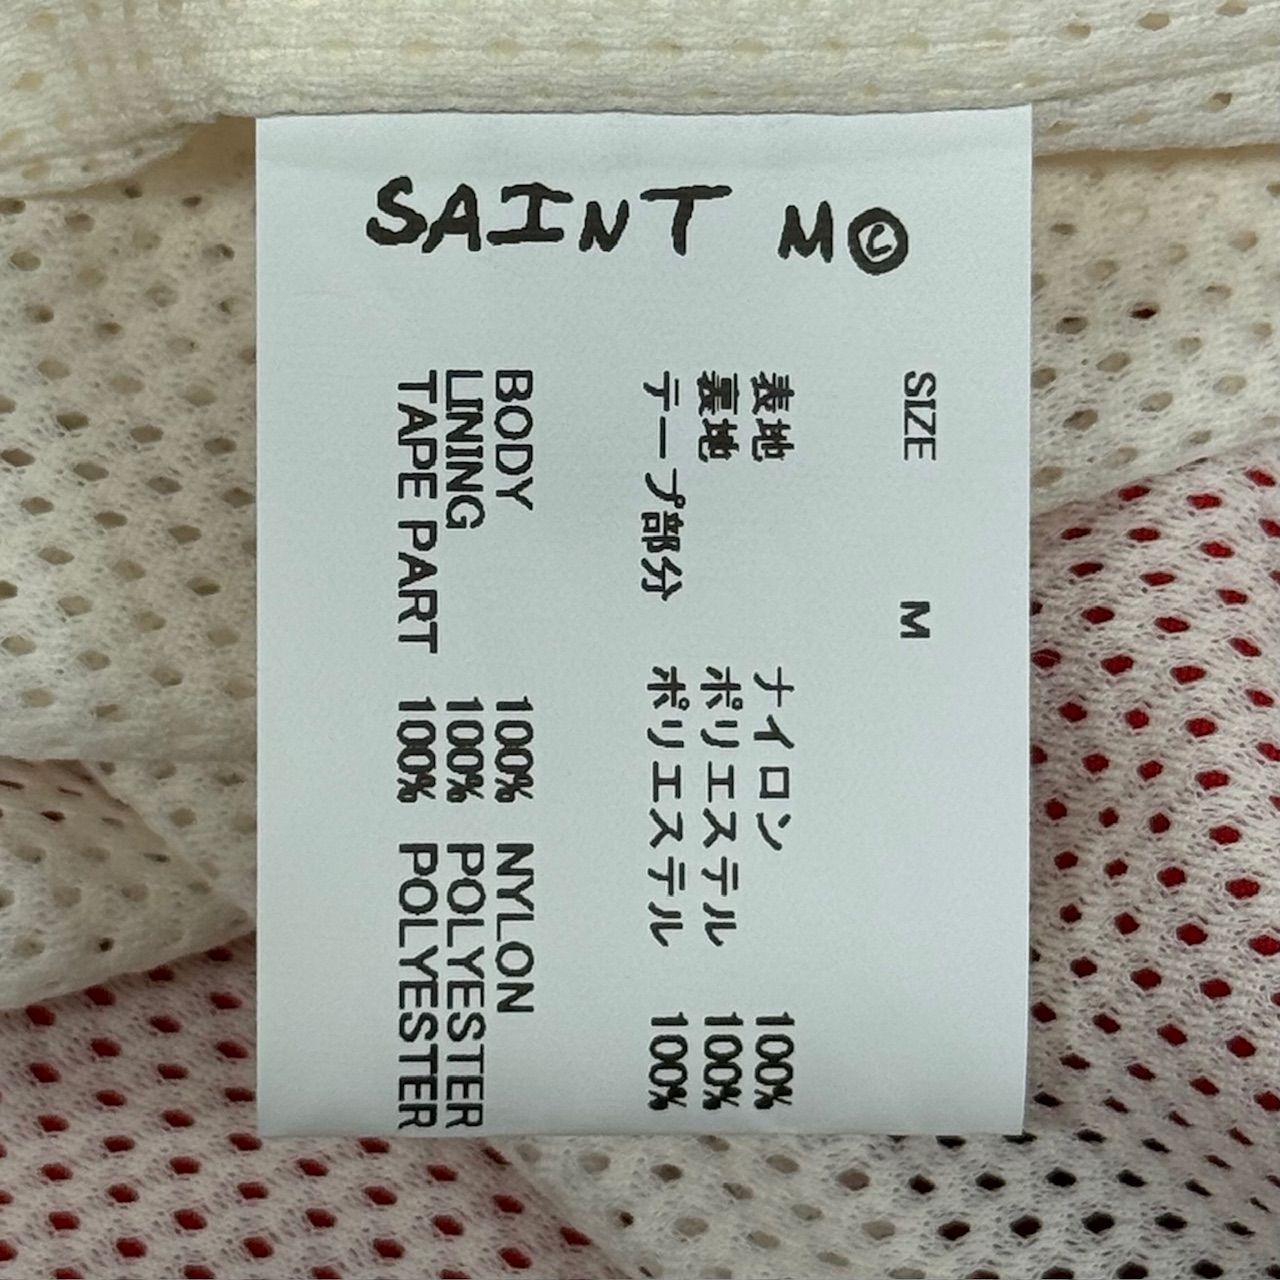 SAINT M©
SIZE M
表地 ナイロン 100%
裏地 ポリエステル 100%
テープ部分 ポリエステル 100%
BODY 100% NYLON
LINING 100% POLYESTER
TAPE PART 100% POLYESTER